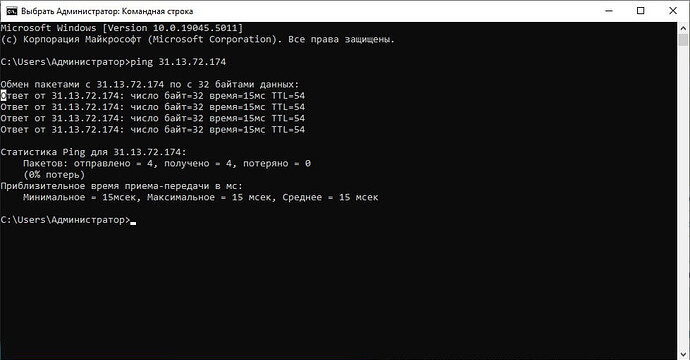 Выбрать Администратор: Командная строка
Microsoft Windows [Version 10.0.19045.5011]
(c) Корпорация Майкрософт (Microsoft Corporation). Все права защищены.
C:\Users\Администратор>ping 31.13.72.174
Обмен пакетами с 31.13.72.174 по с 32 байтами данных:
Ответ от 31.13.72.174: число байт=32 время=15мс TTL=54
Ответ от 31.13.72.174: число байт=32 время=15мс TTL=54
Ответ от 31.13.72.174: число байт=32 время=15мс TTL=54
Ответ от 31.13.72.174: число байт=32 время=15мс TTL=54
Статистика Ping для 31.13.72.174:
Пакетов: отправлено = 4, получено = 4, потеряно = 0
(0% потерь)
Приблизительное время приема-передачи в мс:
Минимальное = 15мсек, Максимальное = 15 мсек, Среднее = 15 мсек
C:\Users\Администратор>